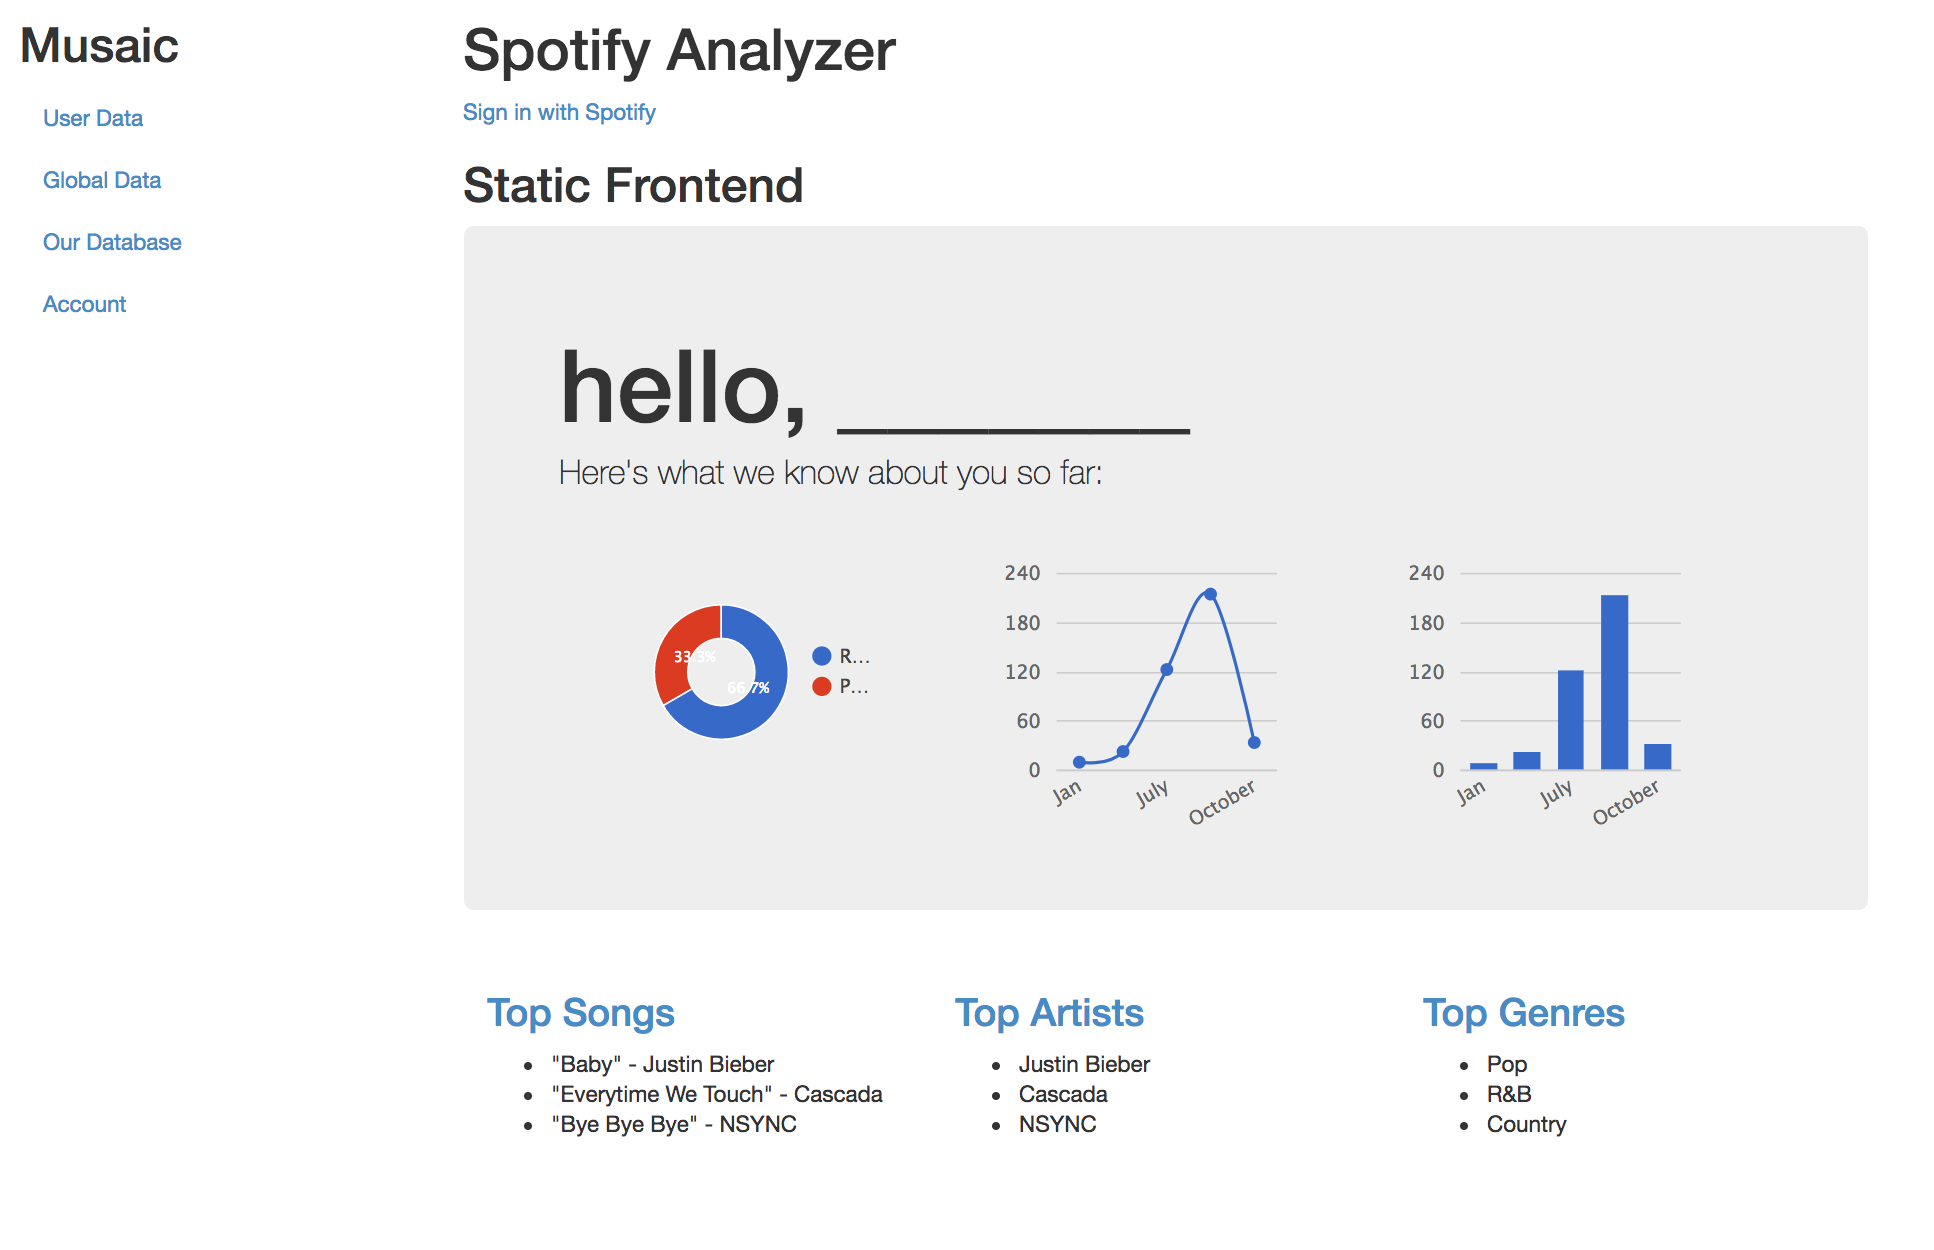 Musaic
User Data
Global Data
Our Database
Account
Spotify Analyzer
Sign in with Spotify
Static Frontend
hello, _______
Here's what we know about you so far:
33.3%
66.7%
R...
P...
240
180
120
60
0
Jan
July
October
240
180
120
60
0
Jan
July
October
Top Songs
"Baby" - Justin Bieber
"Everytime We Touch" - Cascada
"Bye Bye Bye" - NSYNC
Top Artists
Justin Bieber
Cascada
NSYNC
Top Genres
Pop
R&B
Country